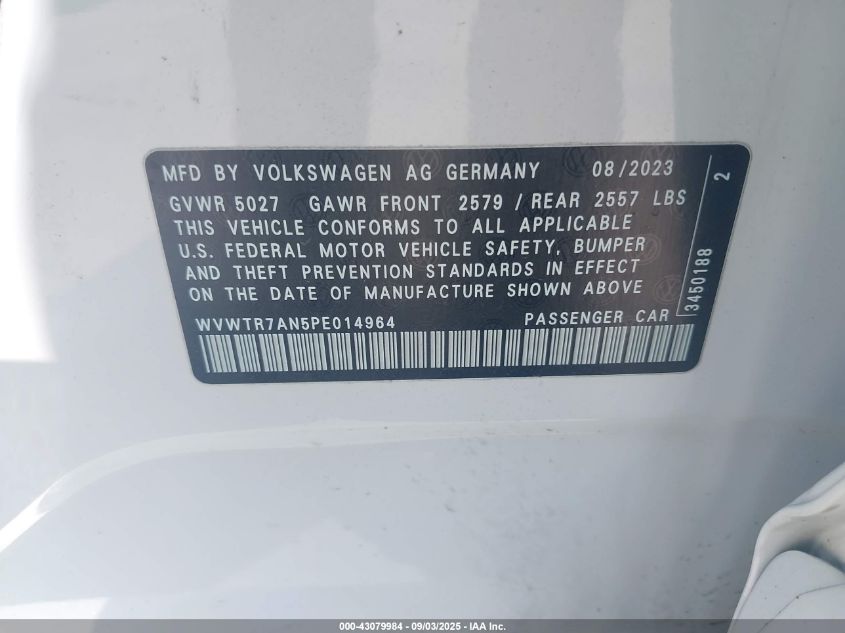 MFD BY VOLKSWAGEN AG GERMANY 08/2023
GVWR 5027 GAWR FRONT 2579 / REAR 2557 LBS
THIS VEHICLE CONFORMS TO ALL APPLICABLE
U.S. FEDERAL MOTOR VEHICLE SAFETY, BUMPER
AND THEFT PREVENTION STANDARDS IN EFFECT
ON THE DATE OF MANUFACTURE SHOWN ABOVE
WVWTR7AN5PE014964 PASSENGER CAR
3450188 2
000-43079984 - 09/03/2025 - IAA Inc.